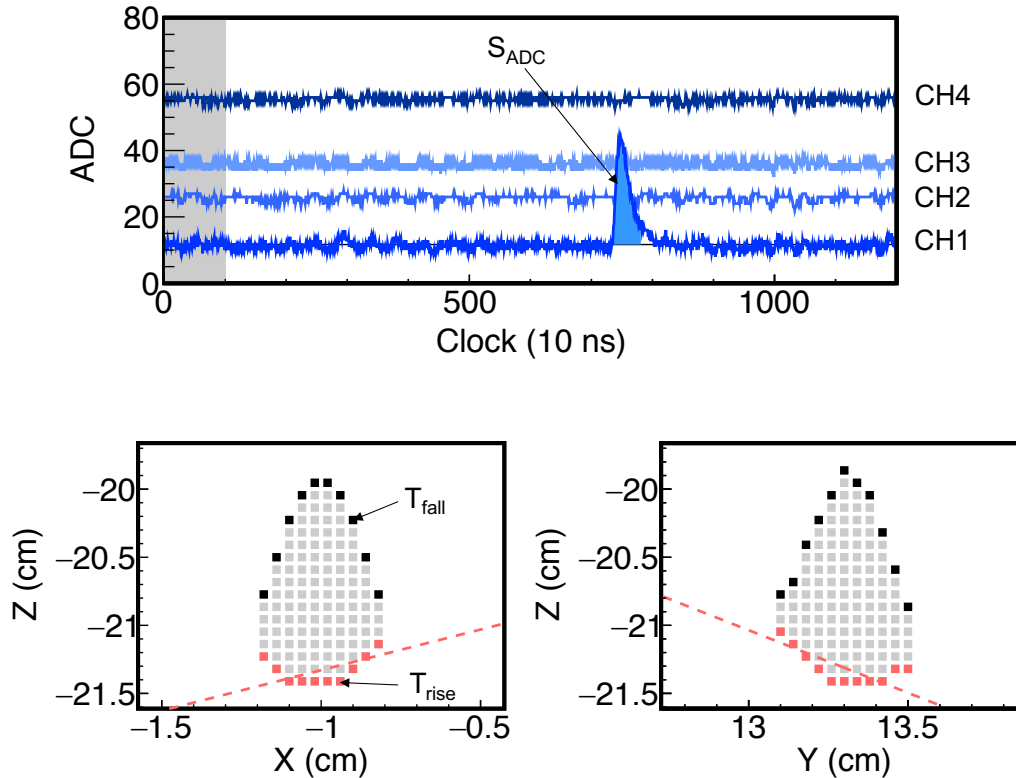 80
60
40
20
0
ADC
S_ADC
CH4
CH3
CH2
CH1
0 500 1000
Clock (10 ns)
−20
−20.5
−21
−21.5
Z (cm)
T_fall
T_rise
−1.5 −1 −0.5
X (cm)
−20
−20.5
−21
−21.5
Z (cm)
13 13.5
Y (cm)